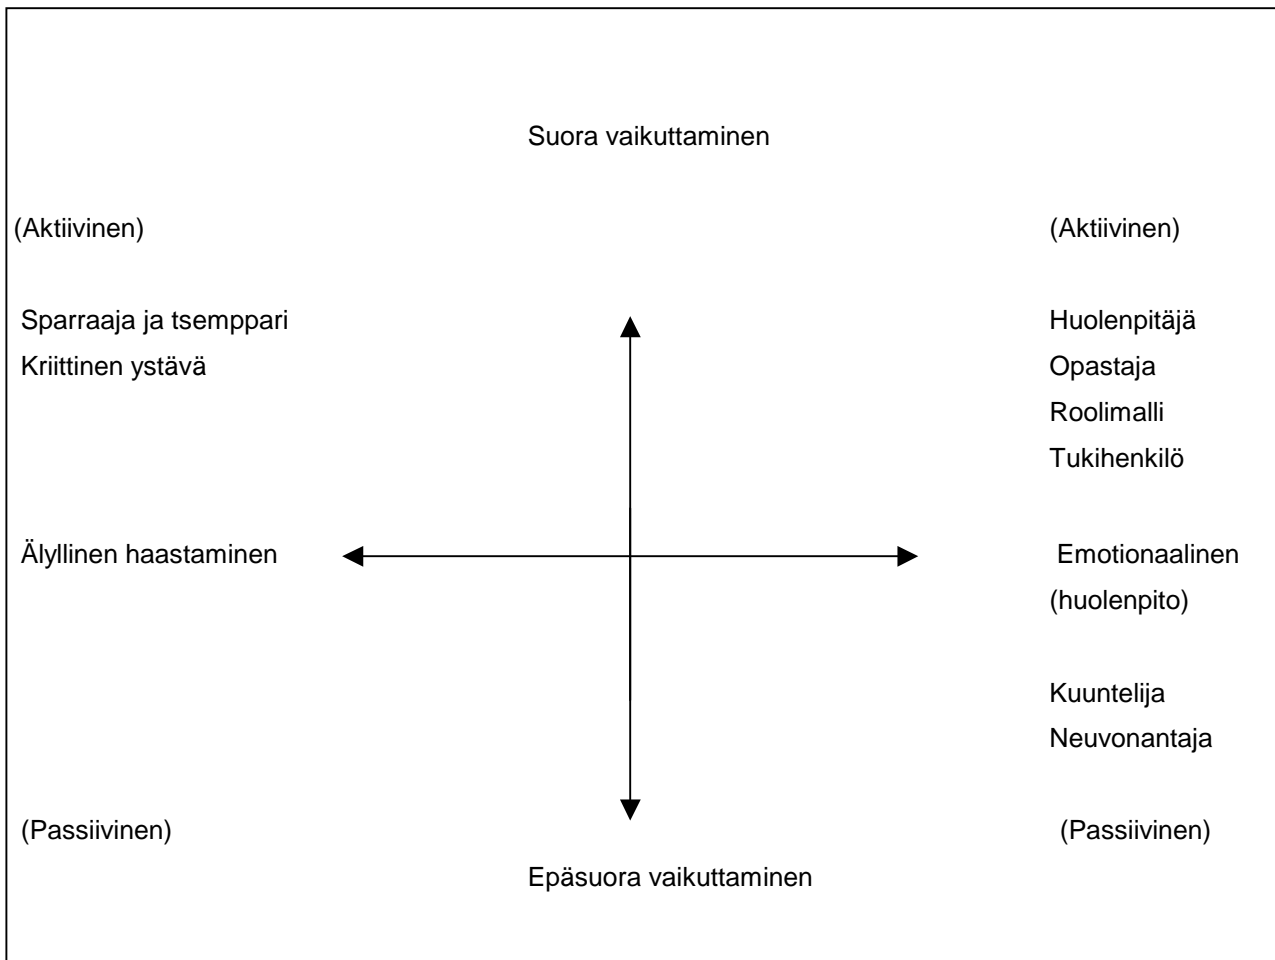 Suora vaikuttaminen
(Aktiivinen) (Aktiivinen)
Sparraaja ja tsemppari Huolenpitäjä
Kriittinen ystävä Opastaja
Roolimalli
Tukihenkilö
Älyllinen haastaminen Emotionaalinen
(huolenpito)
Kuuntelija
Neuvonantaja
(Passiivinen) (Passiivinen)
Epäsuora vaikuttaminen